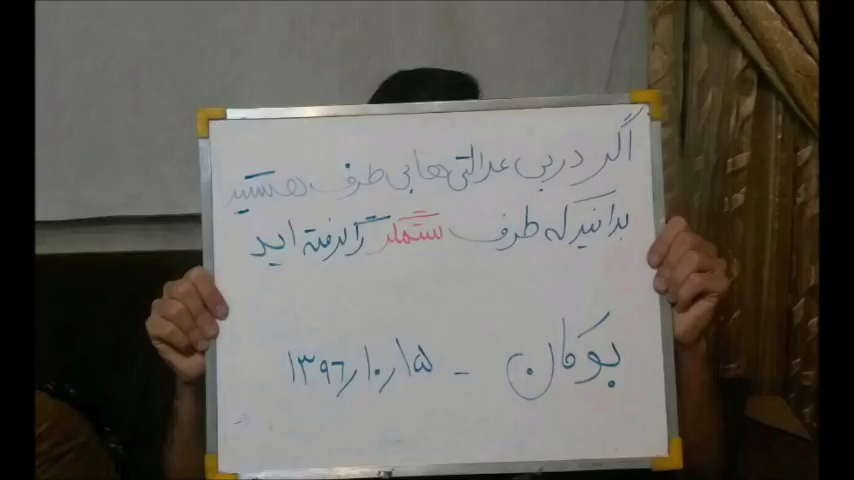 اگر در بی عدالتی ها بی طرف هستید
بدانید که طرف ستمگر را گرفته اید
بوکان - ۱۳۹۶٫۱۰٫۱۵